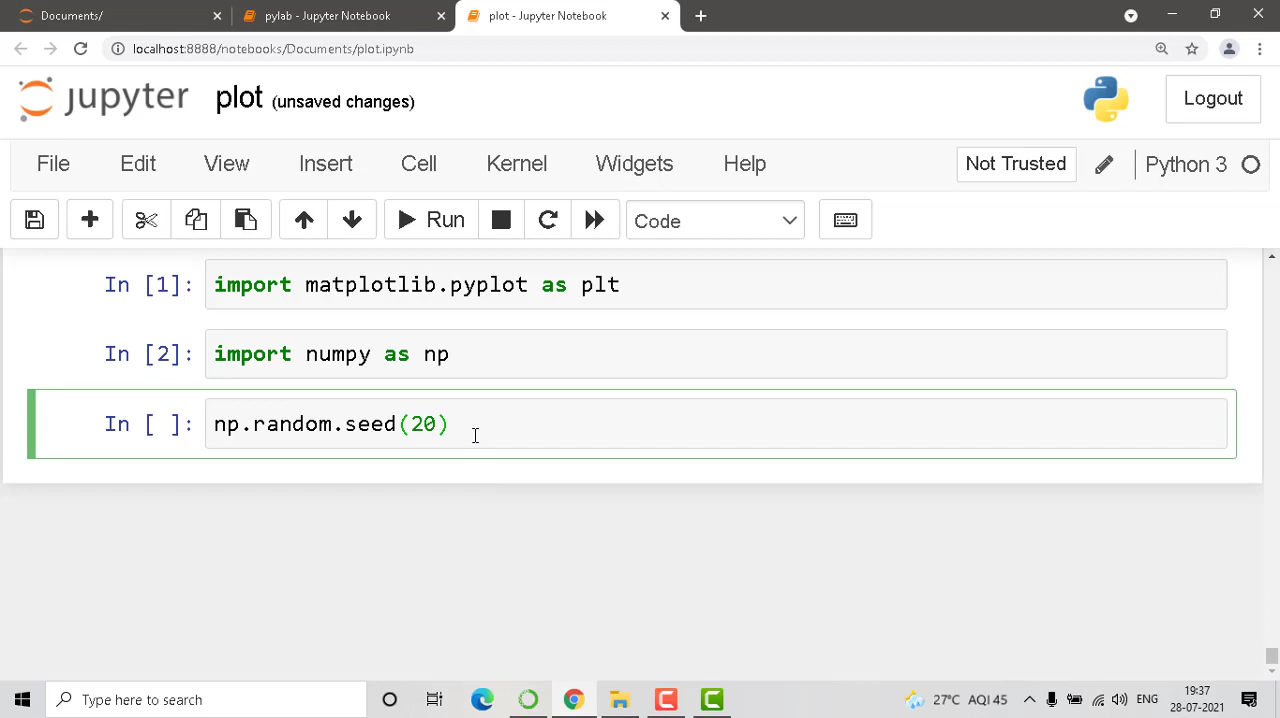 Documents/
pylab - Jupyter Notebook
plot - Jupyter Notebook
localhost:8888/notebooks/Documents/plot.ipynb
jupyter
plot (unsaved changes)
Logout
File Edit View Insert Cell Kernel Widgets Help
Not Trusted
Python 3
Run
Code
In [1]: import matplotlib.pyplot as plt
In [2]: import numpy as np
In [ ]: np.random.seed(20)
Type here to search
27°C AQI 45
ENG
19:37
28-07-2021